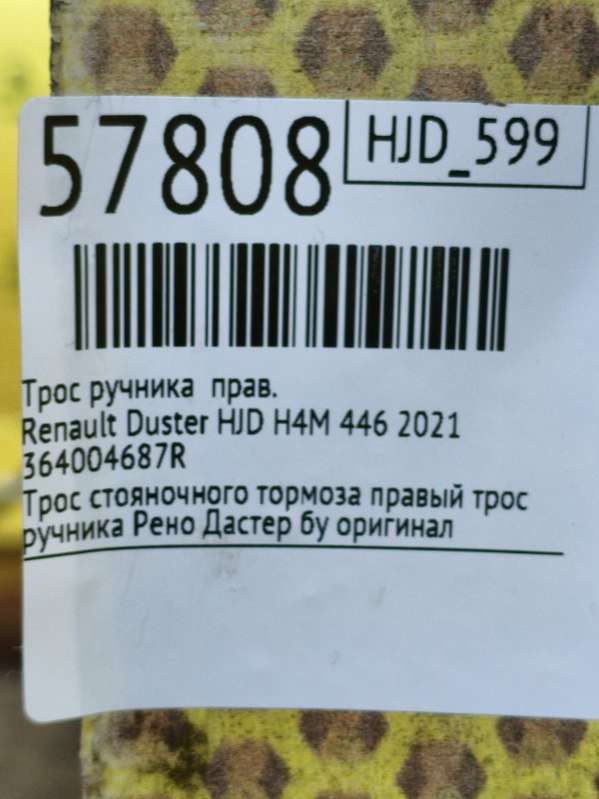 57808
HJD_599
Трос ручника прав.
Renault Duster HJD H4M 446 2021
364004687R
Трос стояночного тормоза правый трос
ручника Рено Дастер бу оригинал